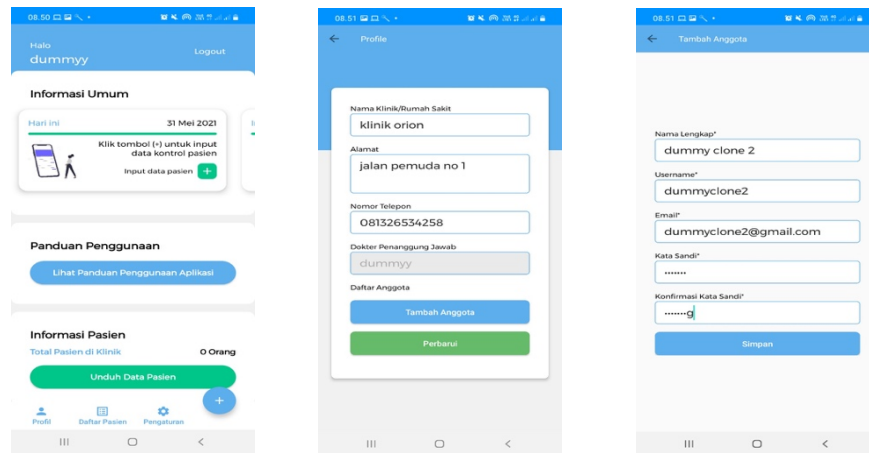 08.50
Halo
dummyy
Logout
Informasi Umum
Hari ini
31 Mei 2021
Klik tombol (+) untuk input
data kontrol pasien
Input data pasien +
Panduan Penggunaan
Lihat Panduan Penggunaan Aplikasi
Informasi Pasien
Total Pasien di Klinik
0 Orang
Unduh Data Pasien
+
Profil
Daftar Pasien
Pengaturan
08.51
Profile
Nama Klinik/Rumah Sakit
klinik orion
Alamat
jalan pemuda no 1
Nomor Telepon
081326534258
Dokter Penanggung Jawab
dummyy
Daftar Anggota
Tambah Anggota
Perbarui
08.51
Tambah Anggota
Nama Lengkap*
dummy clone 2
Username*
dummyclone2
Email*
dummyclone2@gmail.com
Kata Sandi*
•••••••
Konfirmasi Kata Sandi*
•••••••g
Simpan